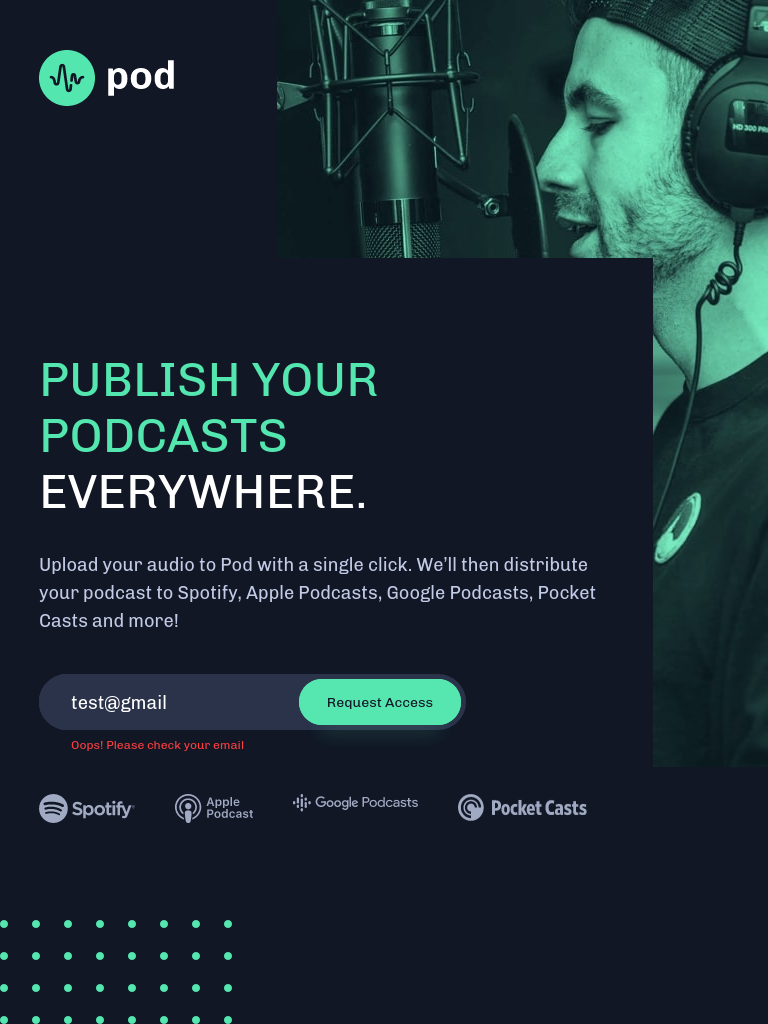 pod
HD 300 PRO
PUBLISH YOUR
PODCASTS
EVERYWHERE.
Upload your audio to Pod with a single click. We’ll then distribute
your podcast to Spotify, Apple Podcasts, Google Podcasts, Pocket
Casts and more!
test@gmail
Request Access
Oops! Please check your email
Spotify
Apple
Podcast
Google Podcasts
Pocket Casts